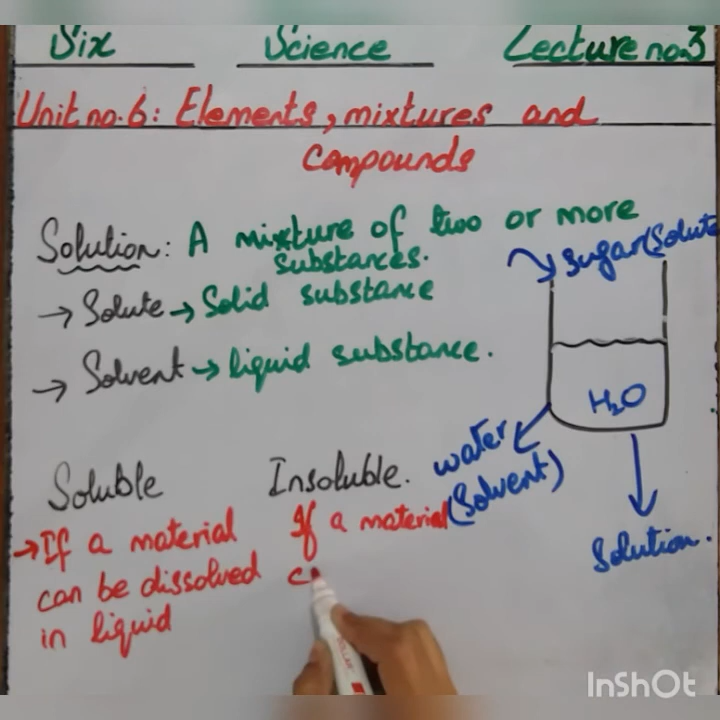 Six Science Lecture no.3
Unit no.6: Elements, mixtures and
compounds
Solution: A mixture of two or more
substances.
→ Solute → Solid substance
→ Solvent → liquid substance.
sugar(Solute
H₂O
water
(Solvent)
Solution.
Soluble
→ If a material
can be dissolved
in liquid
Insoluble.
If a material
c
DOLLAR
InShOt